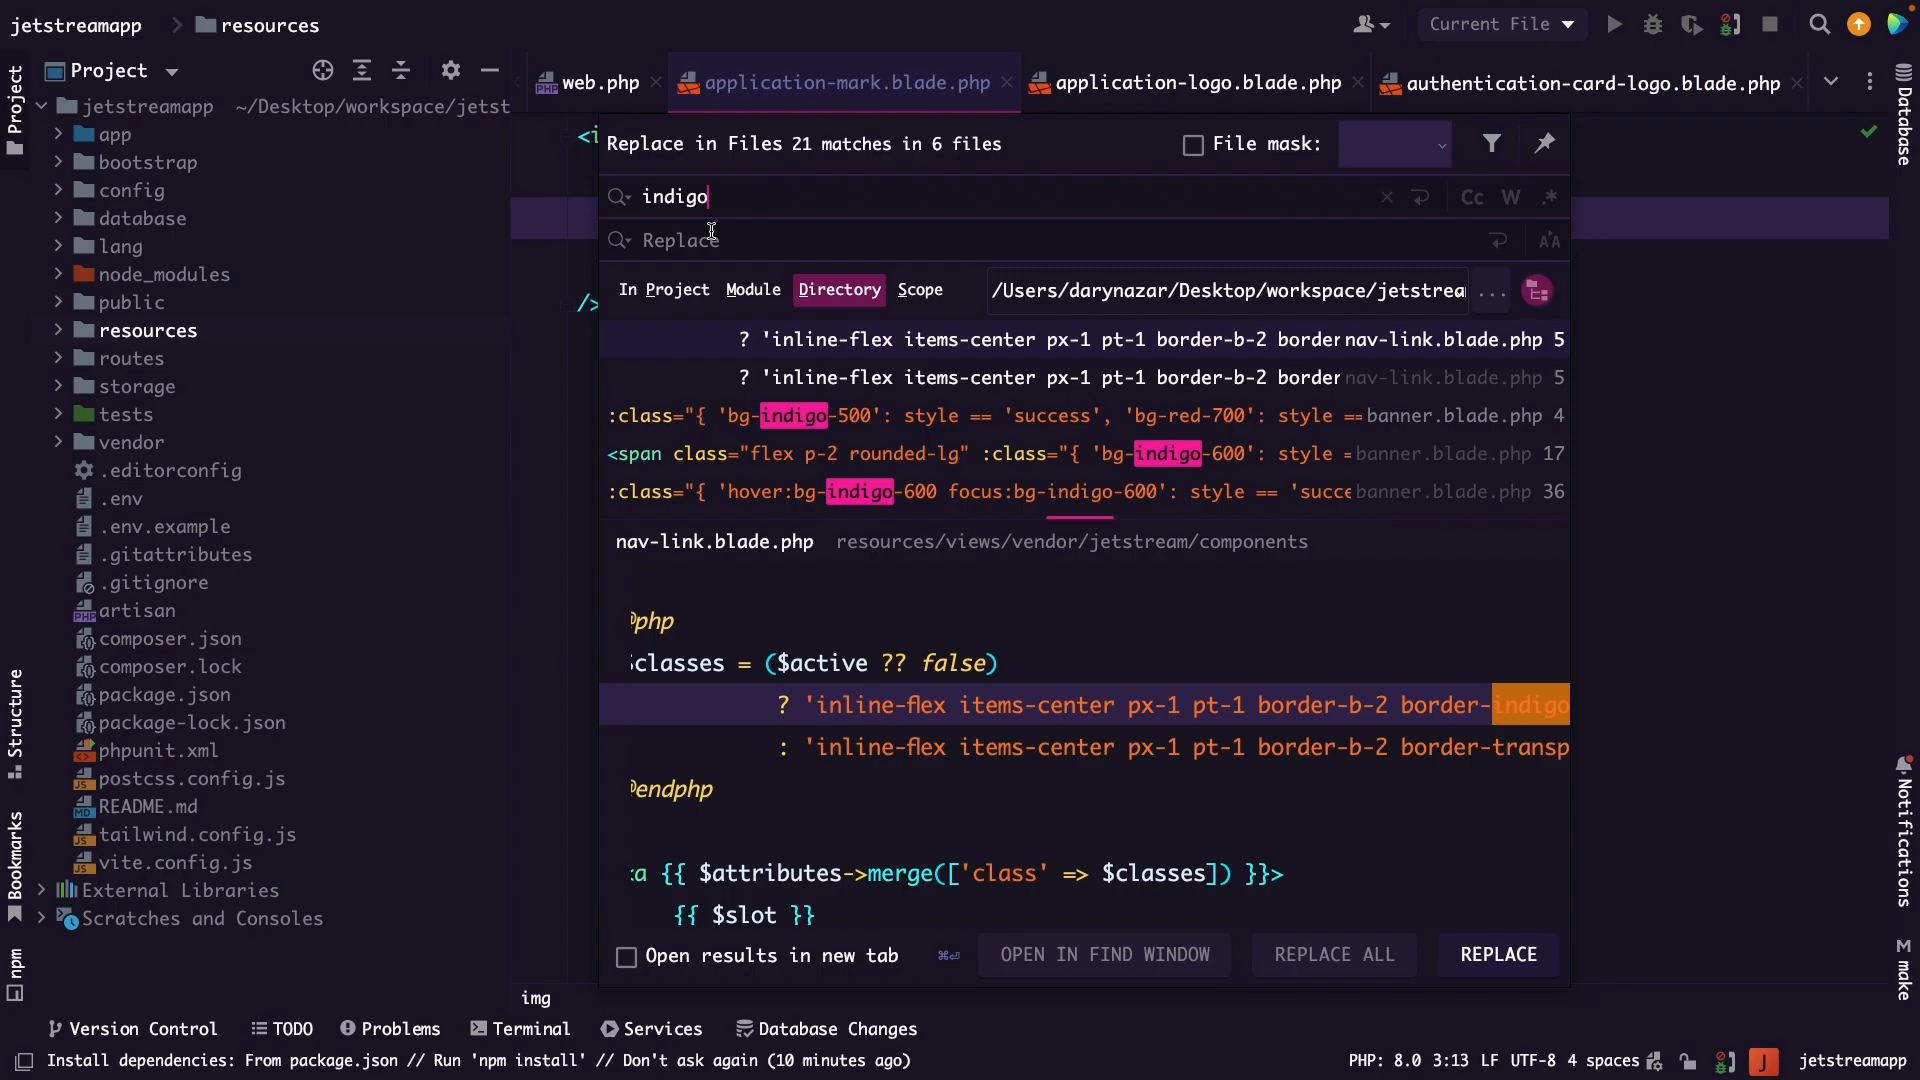 jetstreamapp
resources
Current File
Project
Project
web.php
application-mark.blade.php
application-logo.blade.php
authentication-card-logo.blade.php
Database
jetstreamapp ~/Desktop/workspace/jetst
app
bootstrap
config
database
lang
node_modules
public
resources
routes
storage
tests
vendor
.editorconfig
.env
.env.example
.gitattributes
.gitignore
artisan
composer.json
composer.lock
package.json
package-lock.json
phpunit.xml
postcss.config.js
README.md
tailwind.config.js
vite.config.js
External Libraries
Scratches and Consoles
Structure
Bookmarks
npm
<i
/>
Replace in Files 21 matches in 6 files
File mask:
indigo
Cc W .*
Replace
In Project Module Directory Scope /Users/darynazar/Desktop/workspace/jetstrea ...
? 'inline-flex items-center px-1 pt-1 border-b-2 border nav-link.blade.php 5
? 'inline-flex items-center px-1 pt-1 border-b-2 border nav-link.blade.php 5
:class="{ 'bg-indigo-500': style == 'success', 'bg-red-700': style == banner.blade.php 4
<span class="flex p-2 rounded-lg" :class="{ 'bg-indigo-600': style = banner.blade.php 17
:class="{ 'hover:bg-indigo-600 focus:bg-indigo-600': style == 'succe banner.blade.php 36
nav-link.blade.php resources/views/vendor/jetstream/components
@php
$classes = ($active ?? false)
? 'inline-flex items-center px-1 pt-1 border-b-2 border-indigo
: 'inline-flex items-center px-1 pt-1 border-b-2 border-transp
@endphp
a {{ $attributes->merge(['class' => $classes]) }}>
{{ $slot }}
Open results in new tab ⌘⏎ OPEN IN FIND WINDOW REPLACE ALL REPLACE
img
Notifications
M make
Version Control TODO Problems Terminal Services Database Changes
Install dependencies: From package.json // Run 'npm install' // Don't ask again (10 minutes ago)
PHP: 8.0 3:13 LF UTF-8 4 spaces J jetstreamapp